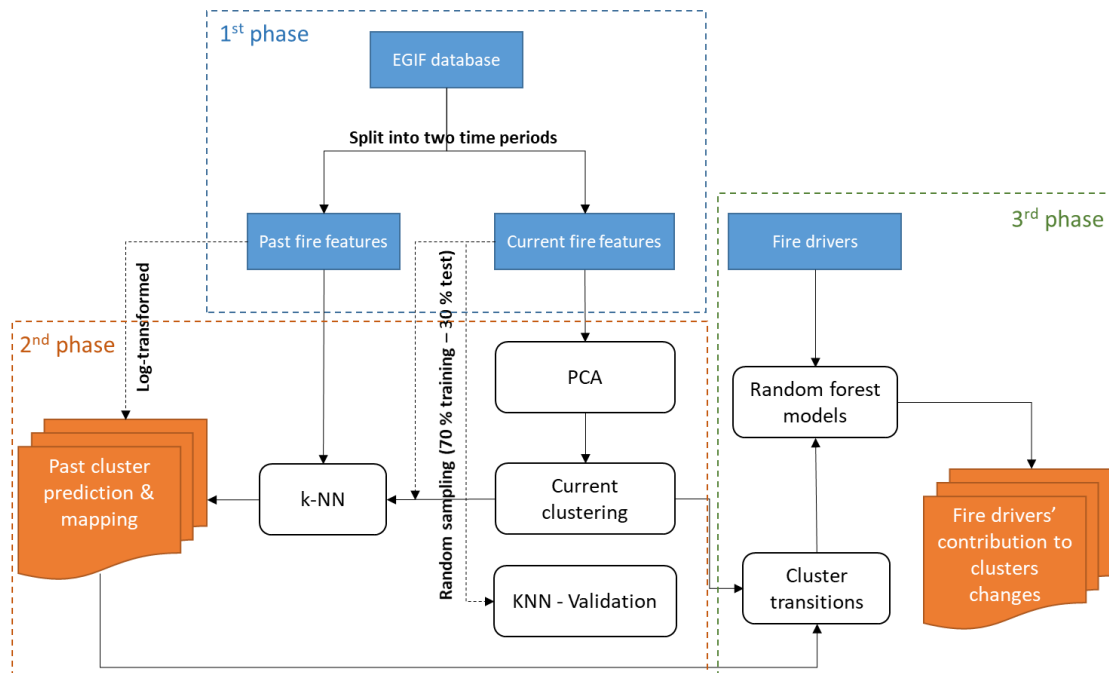 1st phase
EGIF database
Split into two time periods
Past fire features
Current fire features
Fire drivers
3rd phase
2nd phase
Log-transformed
Random sampling (70 % training – 30 % test)
PCA
Random forest
models
Past cluster
prediction &
mapping
k-NN
Current
clustering
Fire drivers’
contribution to
clusters
changes
KNN - Validation
Cluster
transitions